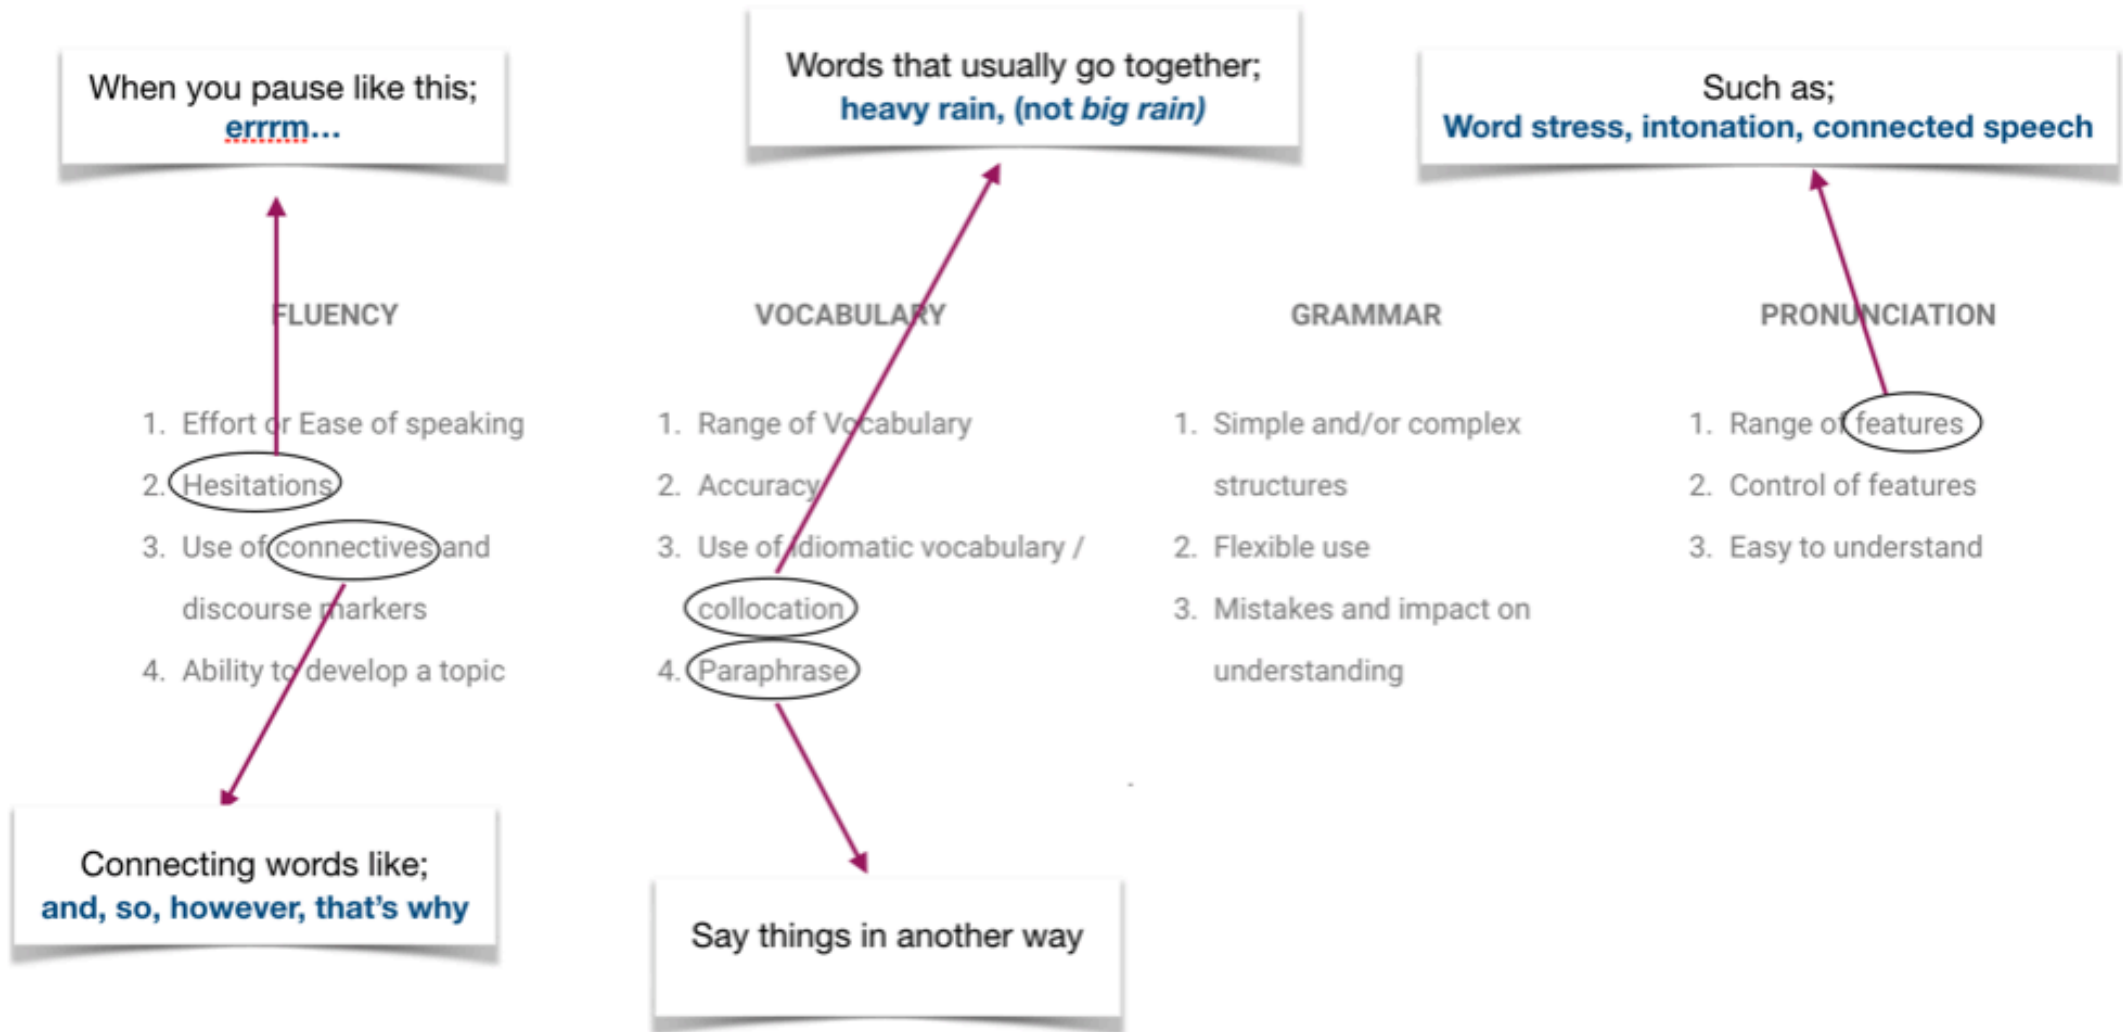 When you pause like this;
errrm...
Words that usually go together;
heavy rain, (not big rain)
Such as;
Word stress, intonation, connected speech
FLUENCY
1. Effort or Ease of speaking
2. Hesitations
3. Use of connectives and
discourse markers
4. Ability to develop a topic
VOCABULARY
1. Range of Vocabulary
2. Accuracy
3. Use of idiomatic vocabulary /
collocation
4. Paraphrase
GRAMMAR
1. Simple and/or complex
structures
2. Flexible use
3. Mistakes and impact on
understanding
PRONUNCIATION
1. Range of features
2. Control of features
3. Easy to understand
Connecting words like;
and, so, however, that's why
Say things in another way